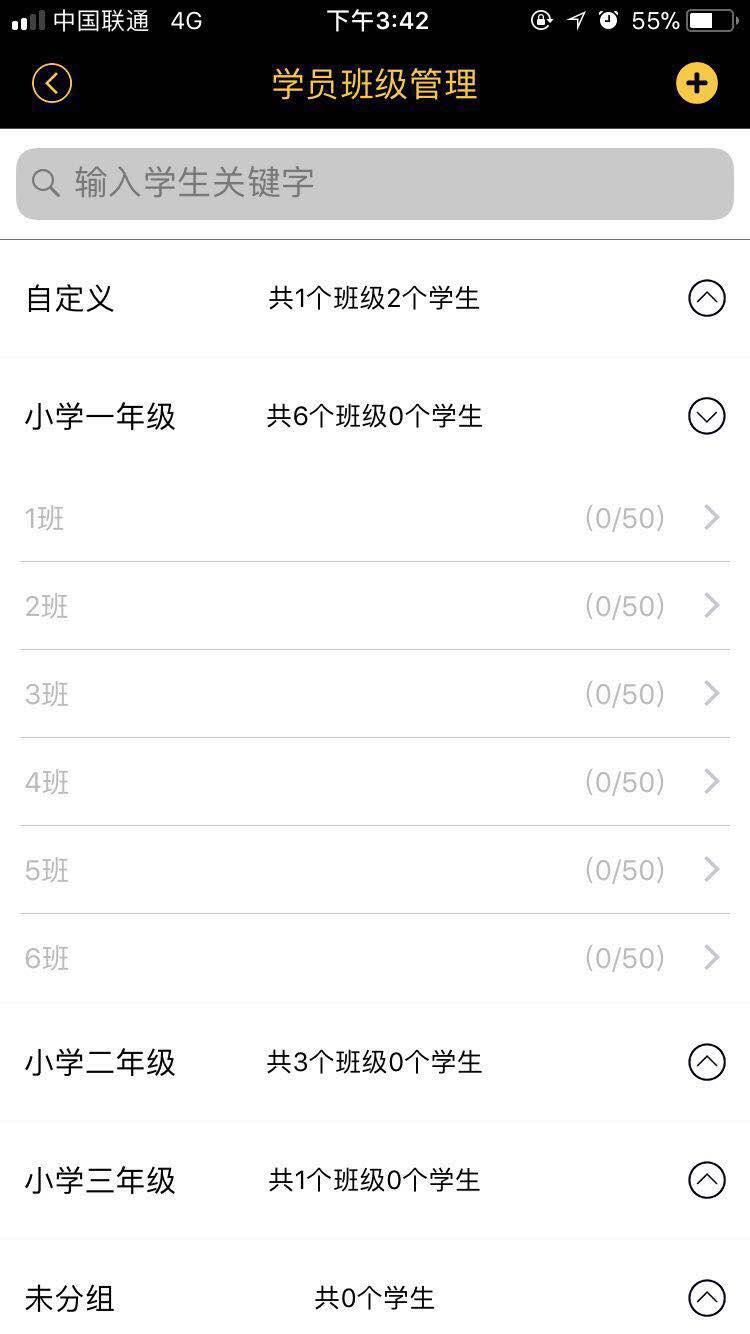 中国联通 4G 下午3:42 55%
学员班级管理
输入学生关键字
自定义 共1个班级2个学生
小学一年级 共6个班级0个学生
1班 (0/50)
2班 (0/50)
3班 (0/50)
4班 (0/50)
5班 (0/50)
6班 (0/50)
小学二年级 共3个班级0个学生
小学三年级 共1个班级0个学生
未分组 共0个学生